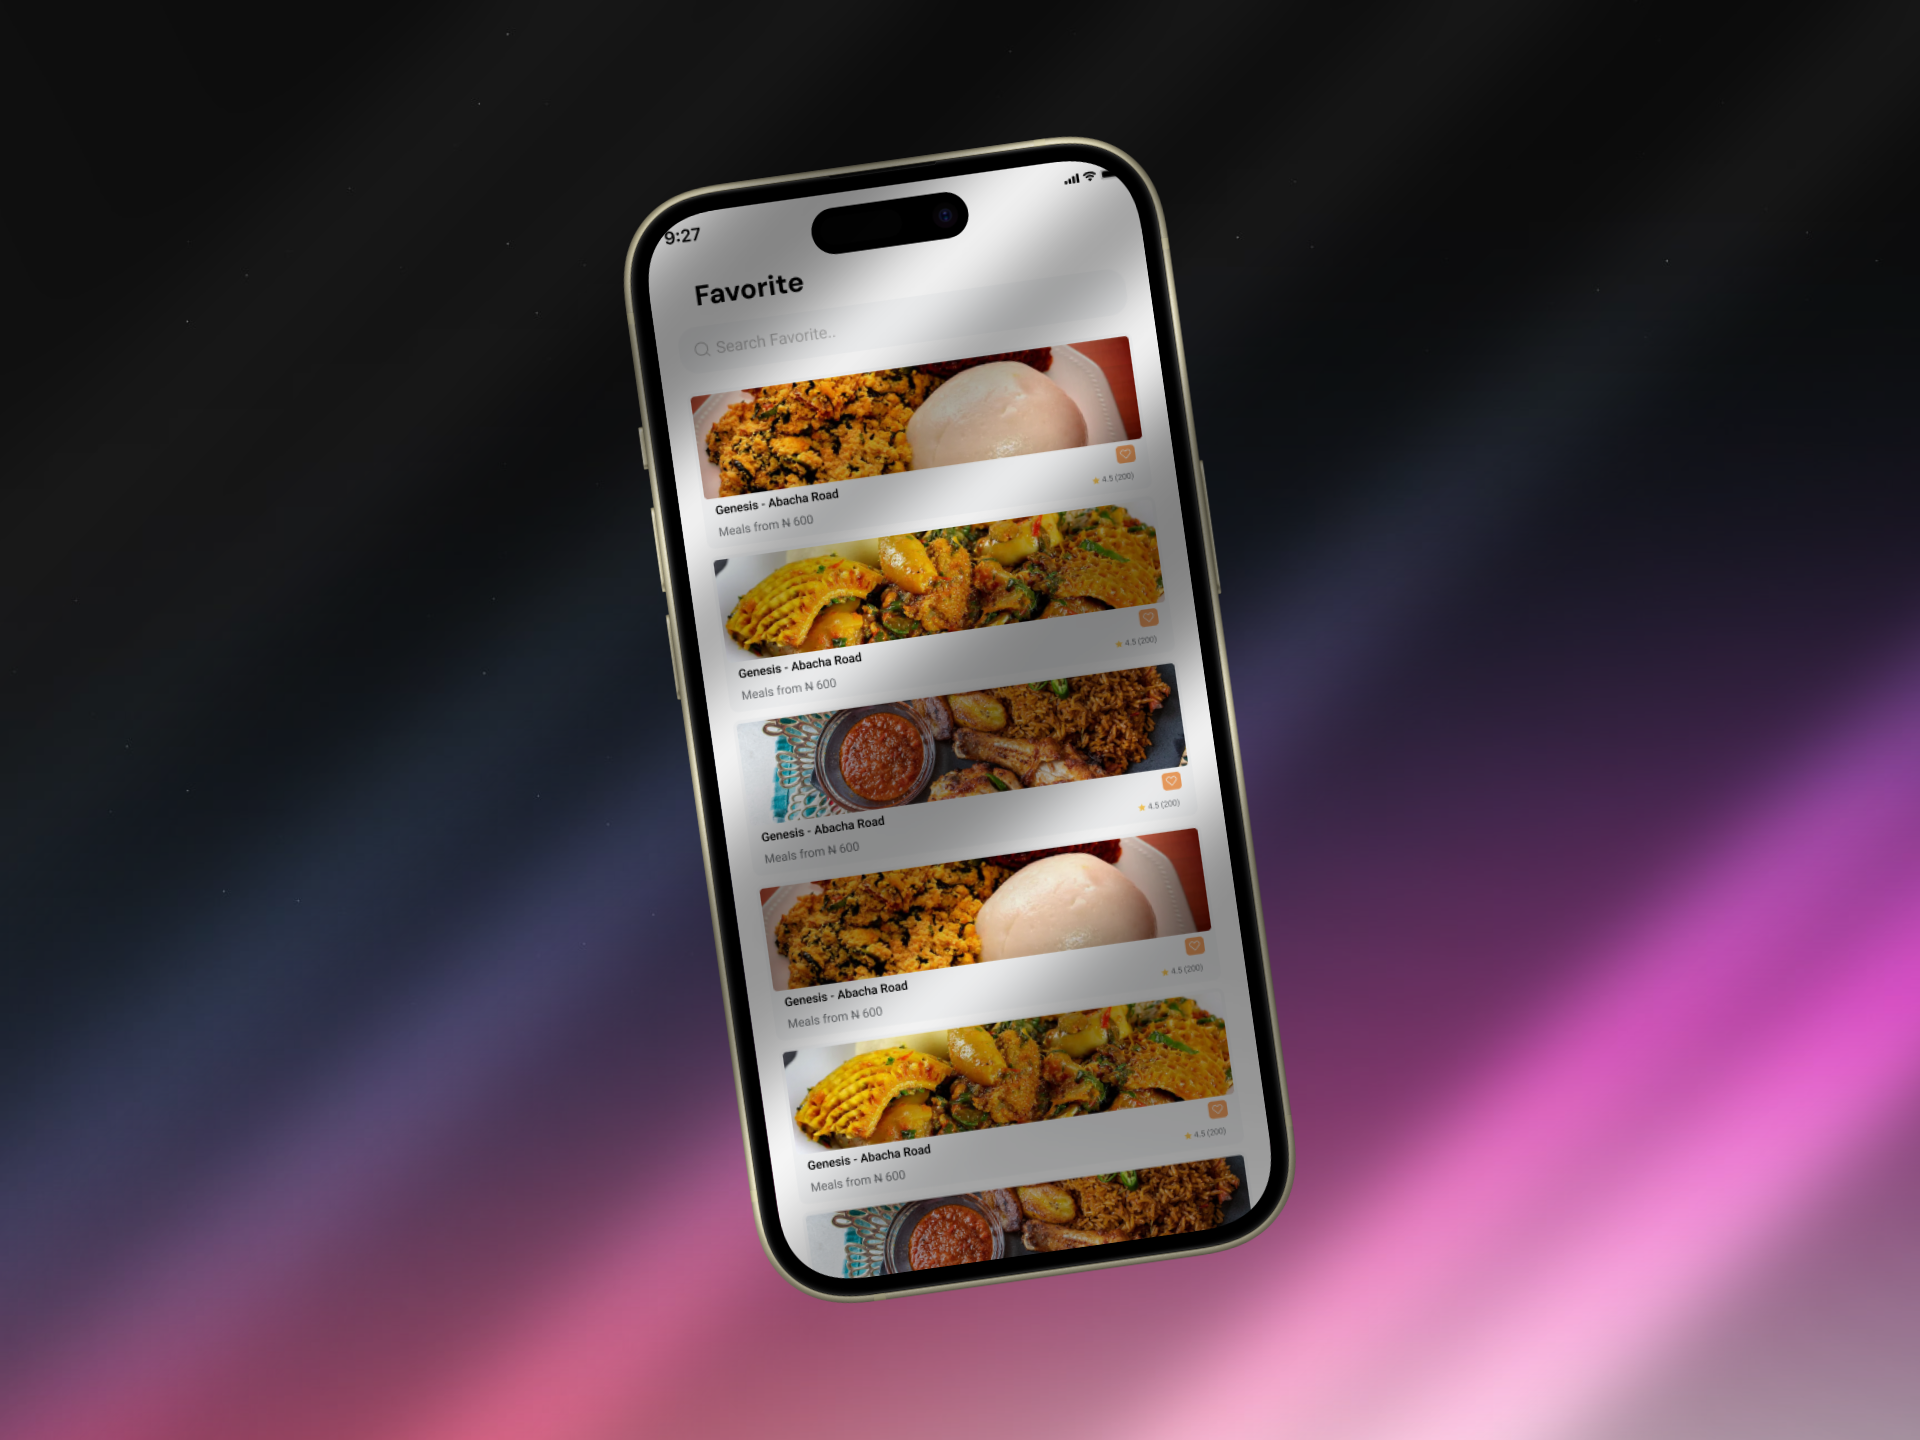 9:27
Favorite
Search Favorite..
Genesis - Abacha Road
4.5 (200)
Meals from ₦ 600
Genesis - Abacha Road
4.5 (200)
Meals from ₦ 600
Genesis - Abacha Road
4.5 (200)
Meals from ₦ 600
Genesis - Abacha Road
4.5 (200)
Meals from ₦ 600
Genesis - Abacha Road
4.5 (200)
Meals from ₦ 600